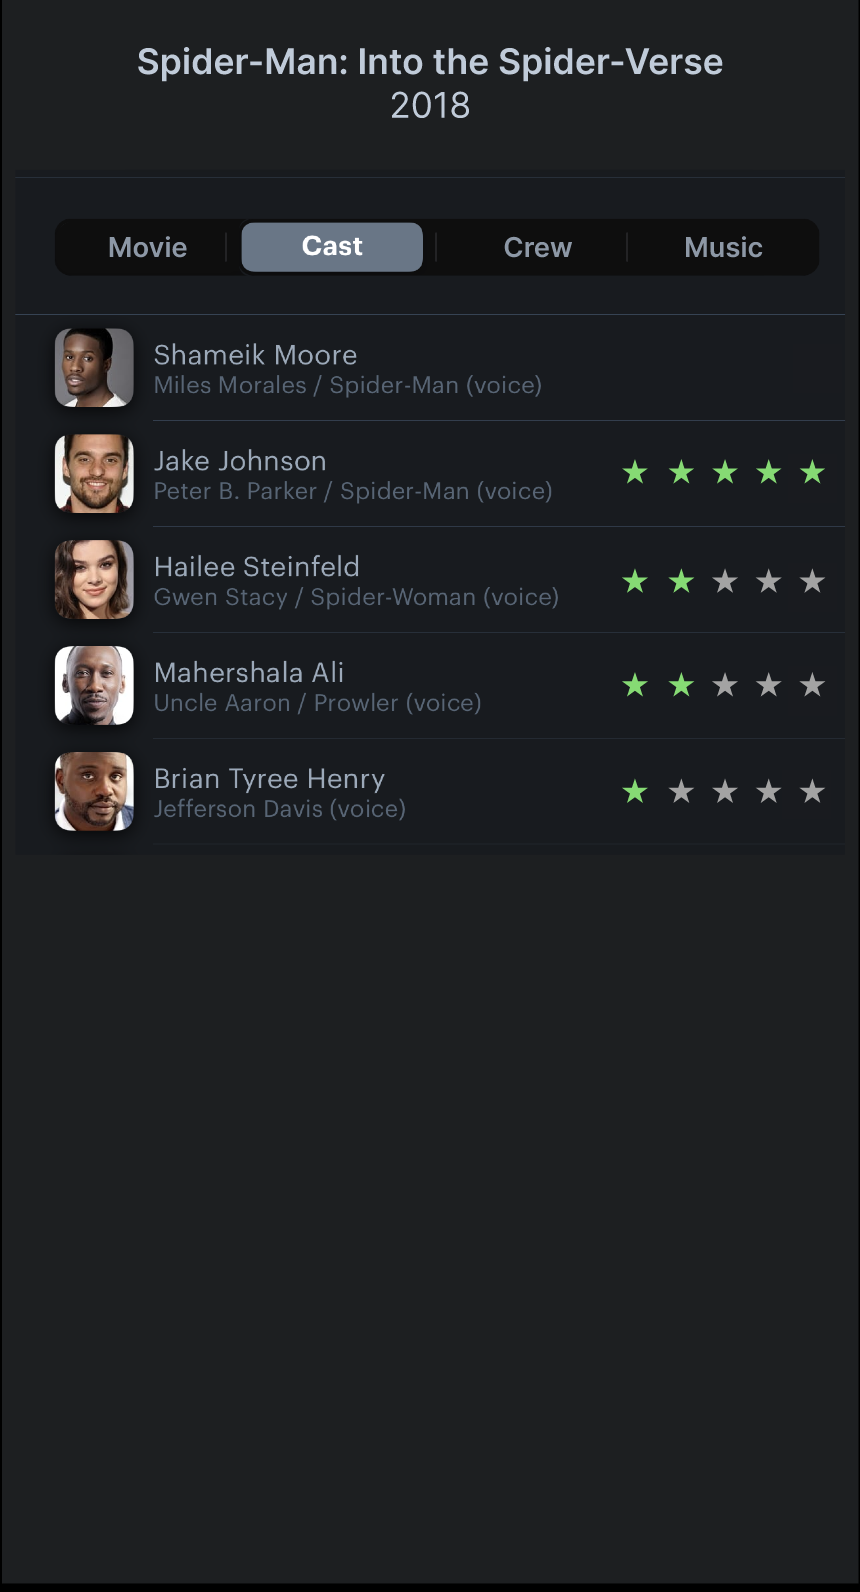 Spider-Man: Into the Spider-Verse
2018
Movie Cast Crew Music
Shameik Moore
Miles Morales / Spider-Man (voice)
Jake Johnson
Peter B. Parker / Spider-Man (voice)
Hailee Steinfeld
Gwen Stacy / Spider-Woman (voice)
Mahershala Ali
Uncle Aaron / Prowler (voice)
Brian Tyree Henry
Jefferson Davis (voice)